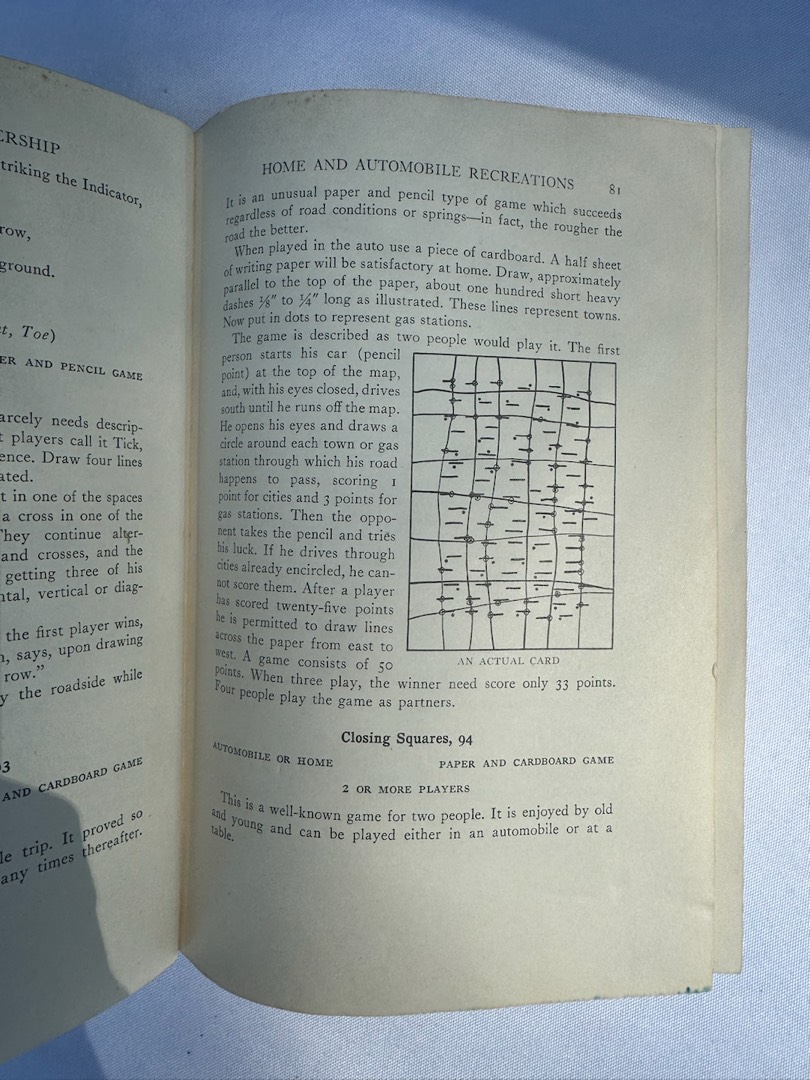 ERSHIP
triking the Indicator,
row,
ground.
t, Toe)
ER AND PENCIL GAME
arcely needs descrip-
t players call it Tick,
ence. Draw four lines
ated.
t in one of the spaces
a cross in one of the
They continue alter-
and crosses, and the
getting three of his
ntal, vertical or diag-
the first player wins,
n, says, upon drawing
row.”
y the roadside while
93
AND CARDBOARD GAME
le trip. It proved so
any times thereafter.
HOME AND AUTOMOBILE RECREATIONS 81
It is an unusual paper and pencil type of game which succeeds
regardless of road conditions or springs—in fact, the rougher the
road the better.
When played in the auto use a piece of cardboard. A half sheet
of writing paper will be satisfactory at home. Draw, approximately
parallel to the top of the paper, about one hundred short heavy
dashes ⅛″ to ¼″ long as illustrated. These lines represent towns.
Now put in dots to represent gas stations.
The game is described as two people would play it. The first
person starts his car (pencil
point) at the top of the map,
and, with his eyes closed, drives
south until he runs off the map.
He opens his eyes and draws a
circle around each town or gas
station through which his road
happens to pass, scoring 1
point for cities and 3 points for
gas stations. Then the oppo-
nent takes the pencil and tries
his luck. If he drives through
cities already encircled, he can-
not score them. After a player
has scored twenty-five points
he is permitted to draw lines
across the paper from east to
west. A game consists of 50
AN ACTUAL CARD
points. When three play, the winner need score only 33 points.
Four people play the game as partners.
Closing Squares, 94
AUTOMOBILE OR HOME PAPER AND CARDBOARD GAME
2 OR MORE PLAYERS
This is a well-known game for two people. It is enjoyed by old
and young and can be played either in an automobile or at a
table.